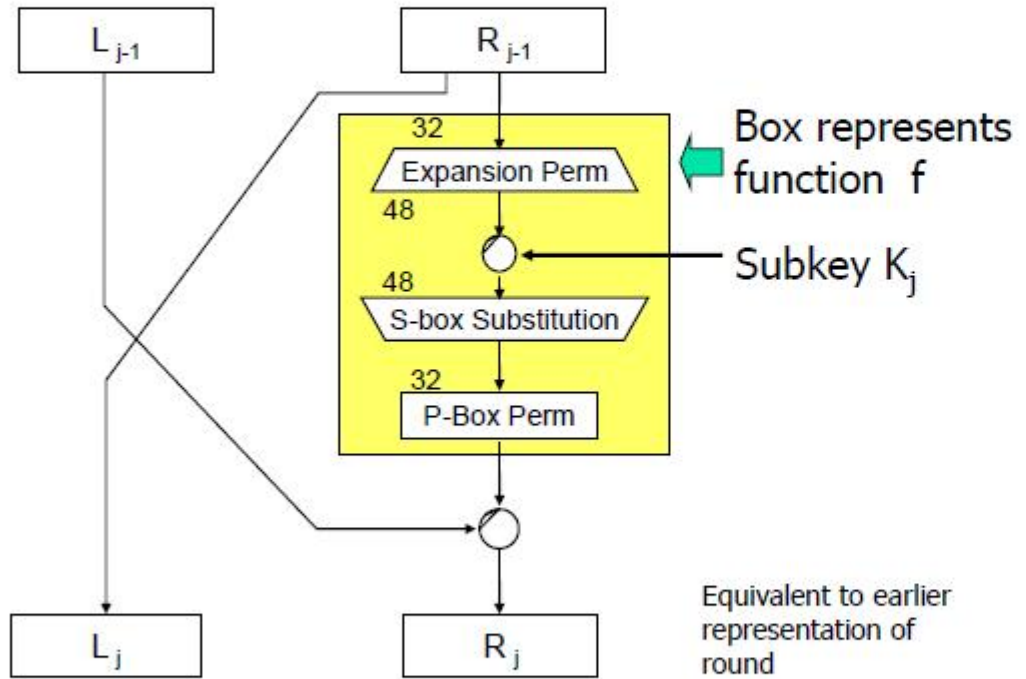 L j-1
R j-1
32
Expansion Perm
48
48
S-box Substitution
32
P-Box Perm
Box represents
function f
Subkey Kj
L j
R j
Equivalent to earlier
representation of
round